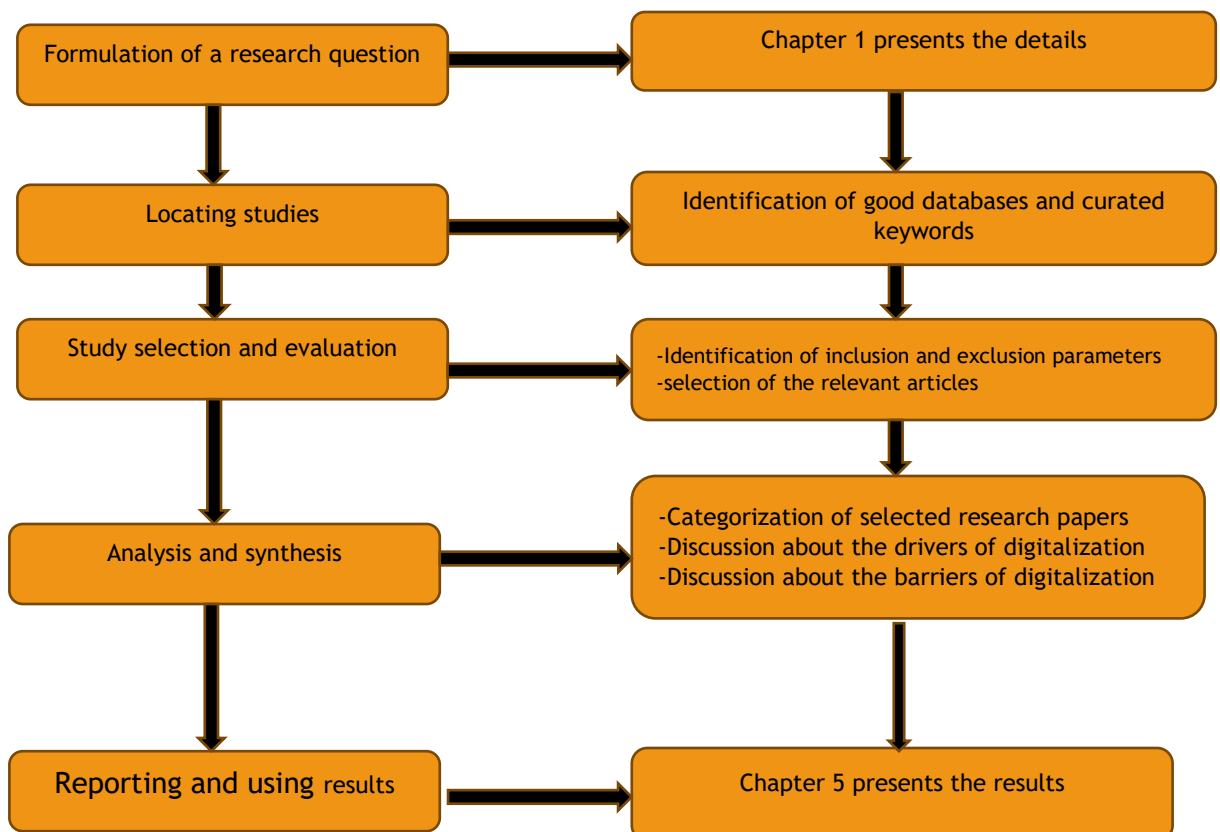 Formulation of a research question
Chapter 1 presents the details
Locating studies
Identification of good databases and curated
keywords
Study selection and evaluation
-Identification of inclusion and exclusion parameters
-selection of the relevant articles
Analysis and synthesis
-Categorization of selected research papers
-Discussion about the drivers of digitalization
-Discussion about the barriers of digitalization
Reporting and using results
Chapter 5 presents the results